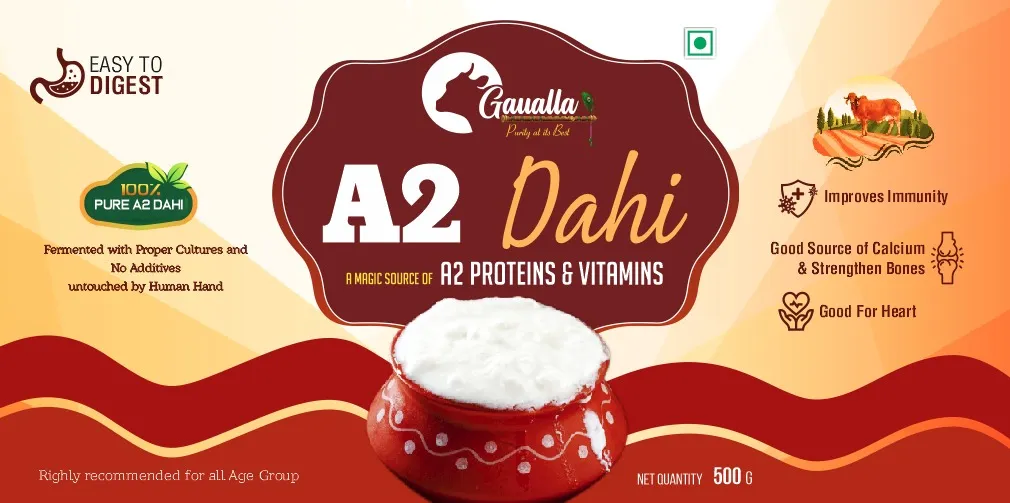 EASY TO
DIGEST
100%
PURE A2 DAHI
Fermented with Proper Cultures and
No Additives
untouched by Human Hand
Gaualla
Purity at its Best
A2 Dahi
A MAGIC SOURCE OF A2 PROTEINS & VITAMINS
Improves Immunity
Good Source of Calcium
& Strengthen Bones
Good For Heart
Righly recommended for all Age Group
NET QUANTITY 500 G